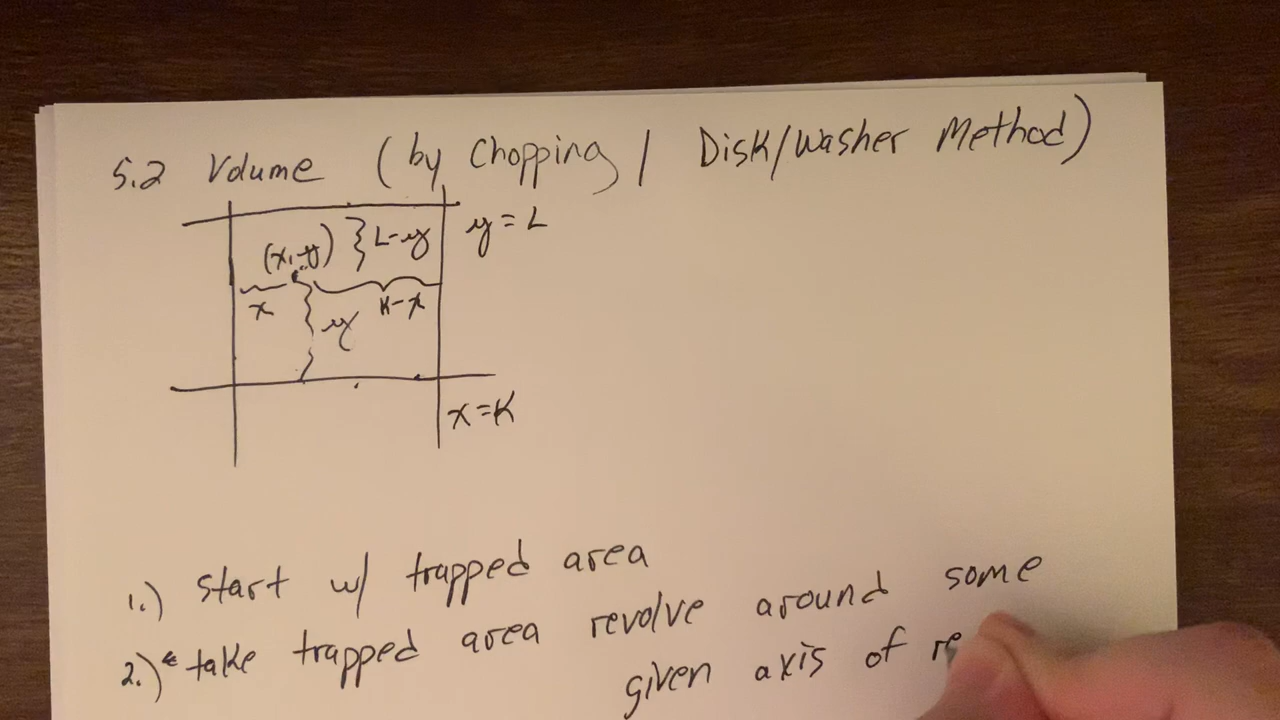 5.2 Volume (by Chopping / Disk/Washer Method)
(x,y) } L-y y = L
x K-x
y
x=K
1.) start w/ trapped area
2.) take trapped area revolve around some
given axis of re